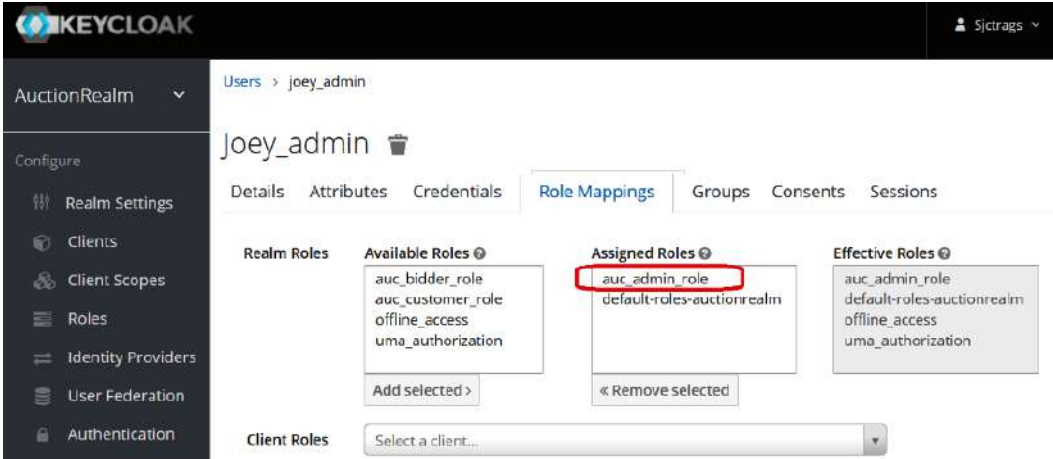 KEYCLOAK
Sjctrags
AuctionRealm
Configure
Realm Settings
Clients
Client Scopes
Roles
Identity Providers
User Federation
Authentication
Users > joey_admin
Joey_admin
Details Attributes Credentials Role Mappings Groups Consents Sessions
Realm Roles
Available Roles
auc_bidder_role
auc_customer_role
offline_access
uma_authorization
Add selected >
Assigned Roles
auc_admin_role
default-roles-auctionrealm
« Remove selected
Effective Roles
auc_admin_role
default-roles-auctionrealm
offline_access
uma_authorization
Client Roles
Select a client...